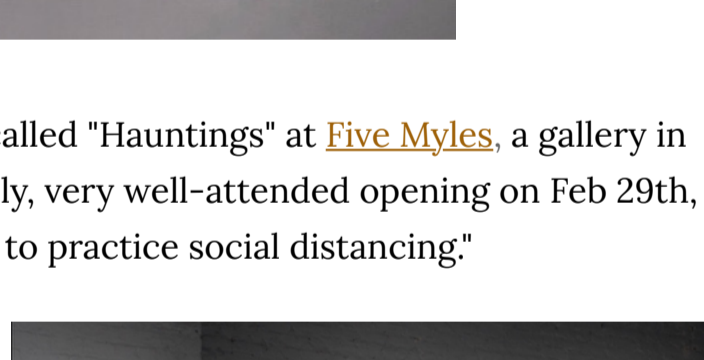 alled "Hauntings" at Five Myles, a gallery in
ly, very well-attended opening on Feb 29th,
to practice social distancing."